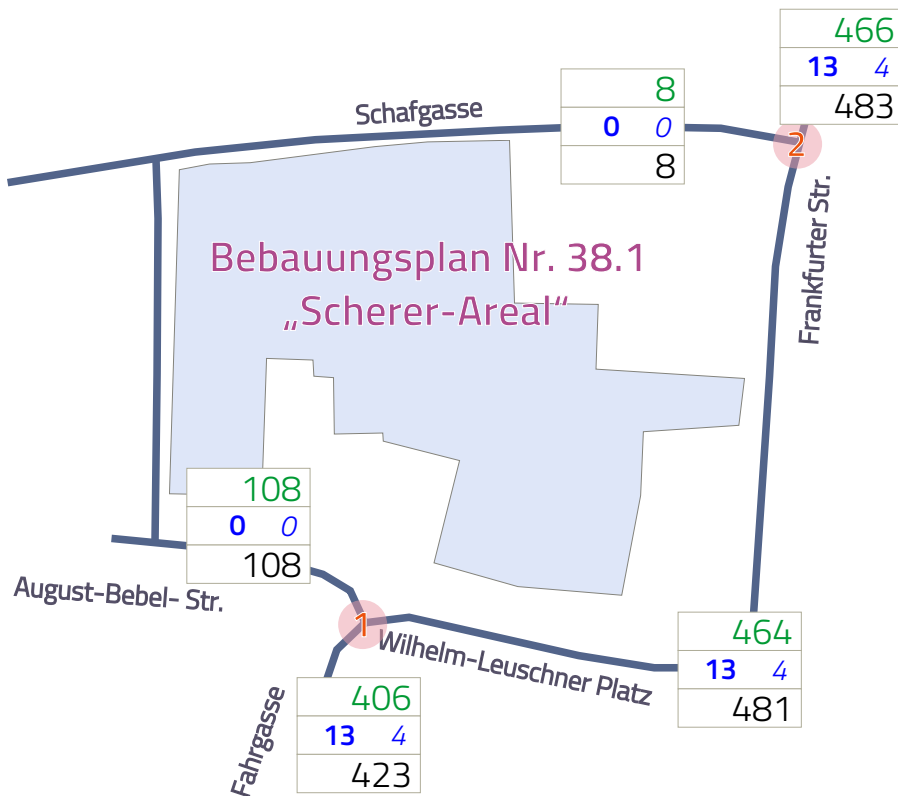 466
13 4
483
8
0 0
8
Schafgasse
2
Frankfurter Str.
Bebauungsplan Nr. 38.1
„Scherer-Areal“
108
0 0
108
August-Bebel- Str.
1
Wilhelm-Leuschner Platz
464
13 4
481
Fahrgasse
406
13 4
423